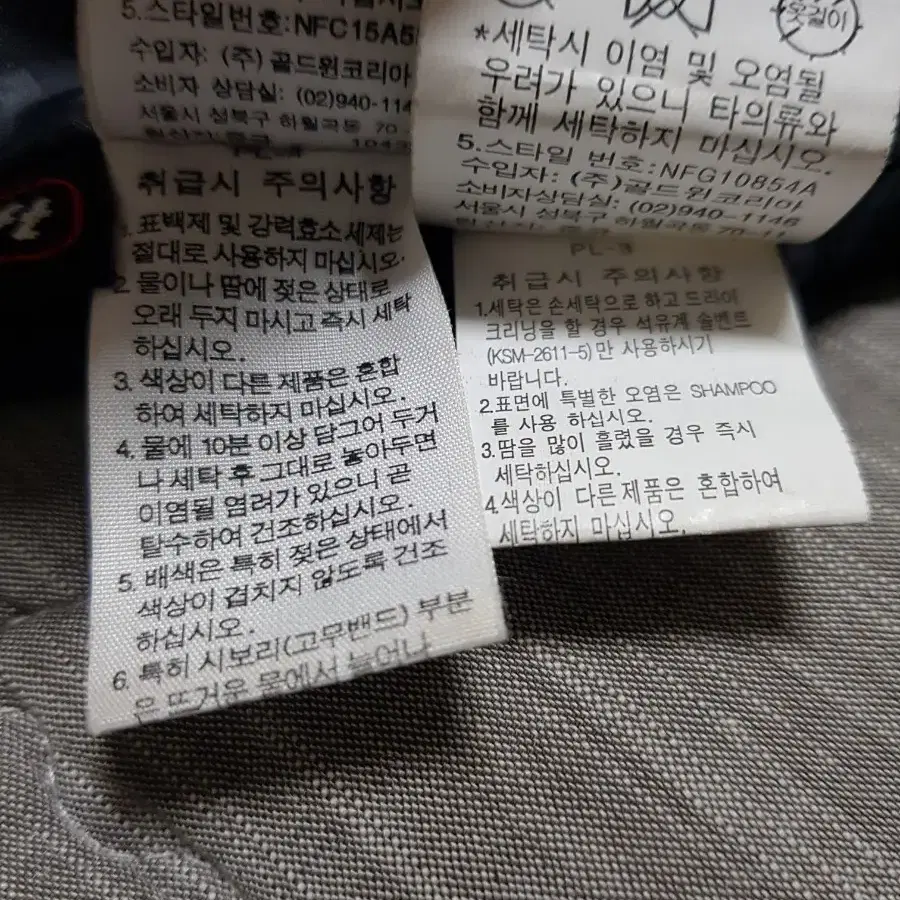 5.스타일번호:NFC15A5
수입자: (주) 골드윈코리아
소비자 상담실: (02)940-114
서울시 성북구 하월곡동 70-
취급시 주의사항
1. 표백제 및 강력효소세제는
절대로 사용하지 마십시오.
2. 물이나 땀에 젖은 상태로
오래 두지 마시고 즉시 세탁
하십시오.
3. 색상이 다른 제품은 혼합
하여 세탁하지 마십시오.
4. 물에 10분 이상 담그어 두거
나 세탁 후 그대로 놓아두면
이염될 염려가 있으니 곧
탈수하여 건조하십시오.
5. 배색은 특히 젖은 상태에서
색상이 겹치지 않도록 건조
하십시오.
6. 특히 시보리(고무밴드) 부분
은 뜨거운 물에서 늘어나
옷걸이
*세탁시 이염 및 오염될
우려가 있으니 타의류와
함께 세탁하지 마십시오.
5.스타일 번호:NFG10854A
수입자: (주)골드윈코리아
소비자상담실: (02)940-1146
서울시 성북구 하월곡동 70-11
PL-3
취급시 주의사항
1.세탁은 손세탁으로 하고 드라이
크리닝을 할 경우 석유계 솔벤트
(KSM-2611-5)만 사용하시기
바랍니다.
2.표면에 특별한 오염은 SHAMPOO
를 사용 하십시오.
3.땀을 많이 흘렸을 경우 즉시
세탁하십시오.
4.색상이 다른 제품은 혼합하여
세탁하지 마십시오.